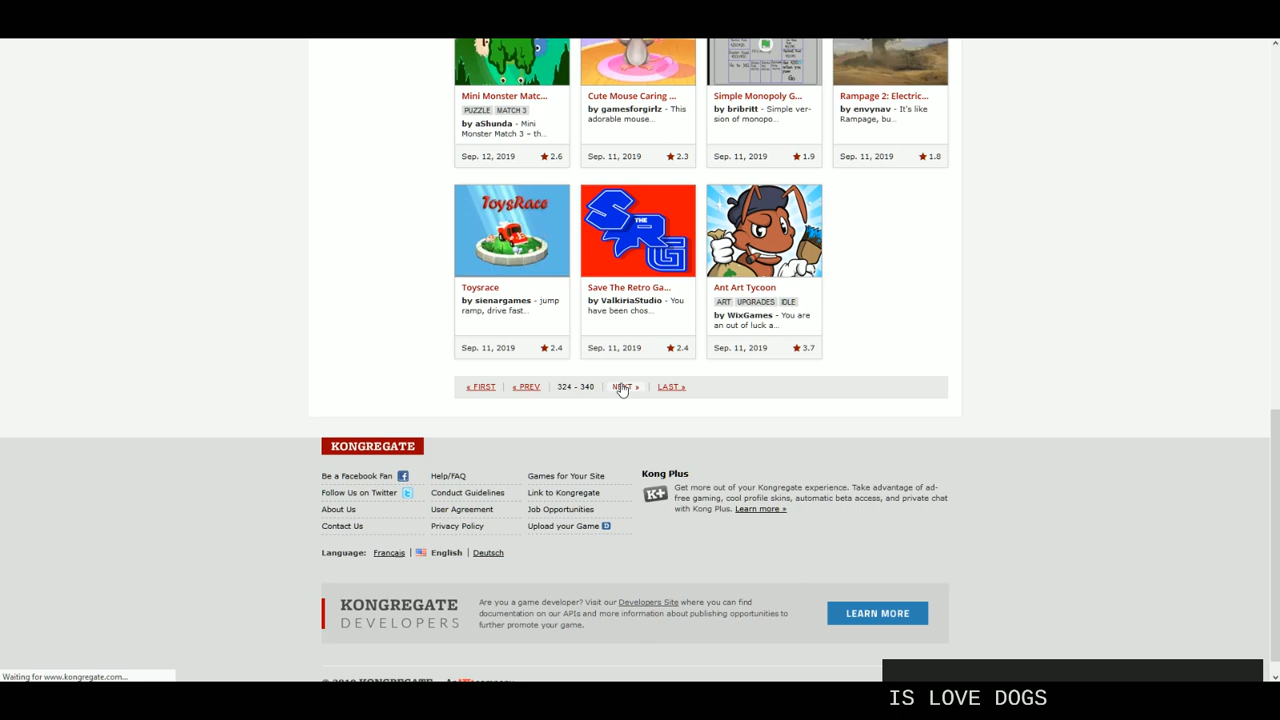 Mini Monster Matc...
PUZZLE MATCH 3
by aShunda - Mini
Monster Match 3 – th...
Sep. 12, 2019 ★ 2.6
Cute Mouse Caring ...
by gamesforgirlz - This
adorable mouse...
Sep. 11, 2019 ★ 2.3
Simple Monopoly G...
by bribritt - Simple ver-
sion of monopo...
Sep. 11, 2019 ★ 1.9
Rampage 2: Electric...
by envynav - It's like
Rampage, bu...
Sep. 11, 2019 ★ 1.8
ToysRace
Toysrace
by sienargames - jump
ramp, drive fast...
Sep. 11, 2019 ★ 2.4
S THE R G
Save The Retro Ga...
by ValkiriaStudio - You
have been chos...
Sep. 11, 2019 ★ 2.4
Ant Art Tycoon
ART UPGRADES IDLE
by WixGames - You are
an out of luck a...
Sep. 11, 2019 ★ 3.7
« FIRST | « PREV | 324 - 340 | NEXT » | LAST »
KONGREGATE
Be a Facebook Fan
Follow Us on Twitter
About Us
Contact Us
Help/FAQ
Conduct Guidelines
User Agreement
Privacy Policy
Games for Your Site
Link to Kongregate
Job Opportunities
Upload your Game
Kong Plus
K+
Get more out of your Kongregate experience. Take advantage of ad-
free gaming, cool profile skins, automatic beta access, and private chat
with Kong Plus. Learn more »
Language: Français | English | Deutsch
KONGREGATE
DEVELOPERS
Are you a game developer? Visit our Developers Site where you can find
documentation on our APIs and more information about publishing opportunities to
further promote your game.
LEARN MORE
Waiting for www.kongregate.com...
IS LOVE DOGS